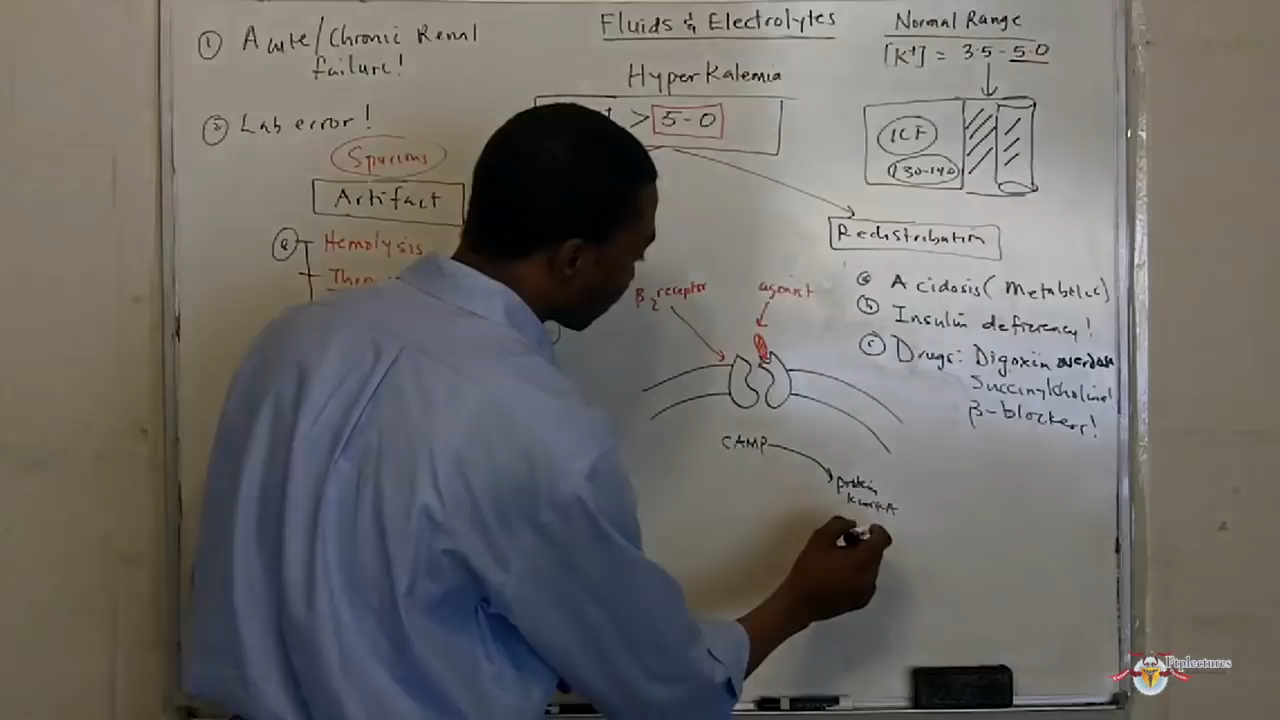 Fluids & Electrolytes
HyperKalemia
> 5-0
Normal Range
[K+] = 3.5 - 5.0
ICF
130-140
① Acute/Chronic Renal
failure!
② Lab error!
Spurious
Artifact
ⓐ Hemolysis
Redistribution
ⓐ Acidosis (Metabolic)
ⓑ Insulin deficiency!
ⓒ Drugs: Digoxin overdose
Succinylcholine!
β-blockers!
β2 receptor
agonist
CAMP
protein
Kinase A
Ftplectures